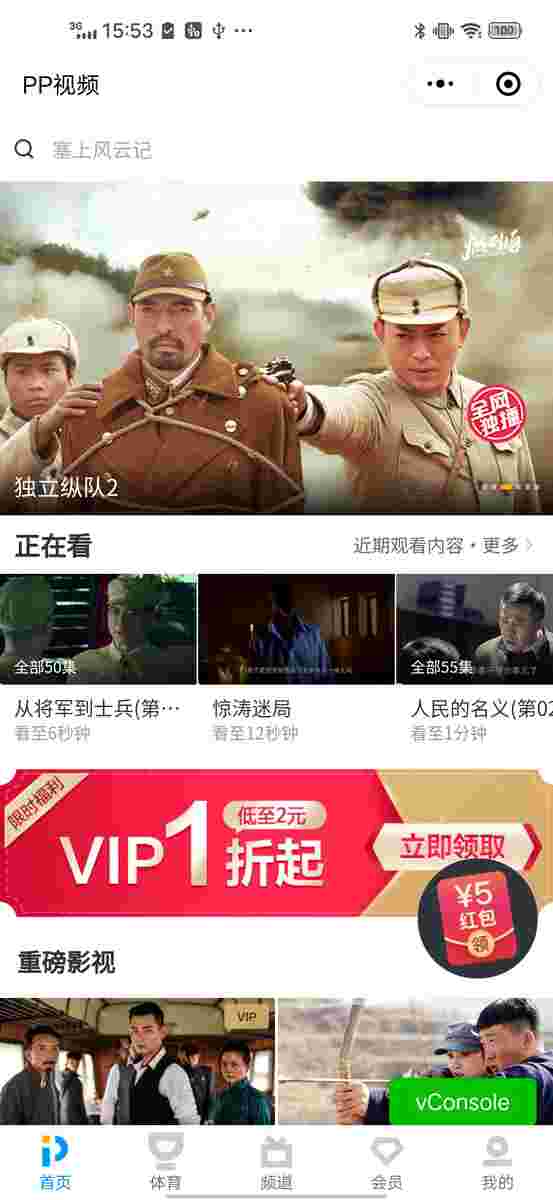 3G 15:53 100
PP视频
塞上风云记
全网
独播
独立纵队2
正在看
近期观看内容·更多
全部50集
全部55集
从将军到士兵(第…
惊涛迷局
人民的名义(第02
看至6秒钟
看至12秒钟
看至1分钟
限时福利
VIP1折起
低至2元
立即领取
¥5
红包
领
重磅影视
VIP
vConsole
首页
体育
频道
会员
我的